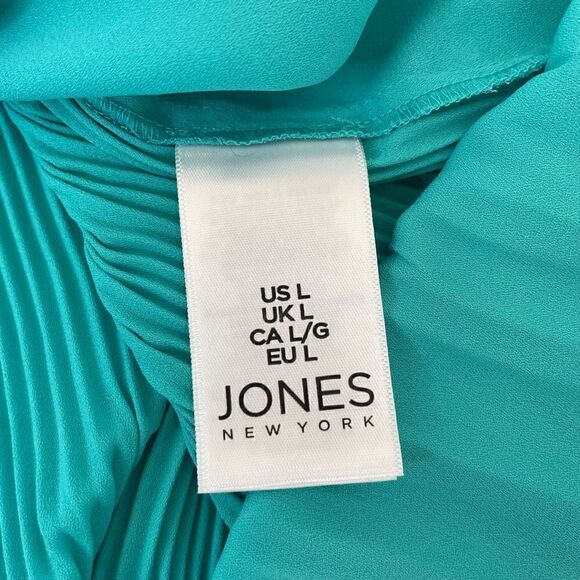 US L
UK L
CA L/G
EU L
JONES
NEW YORK